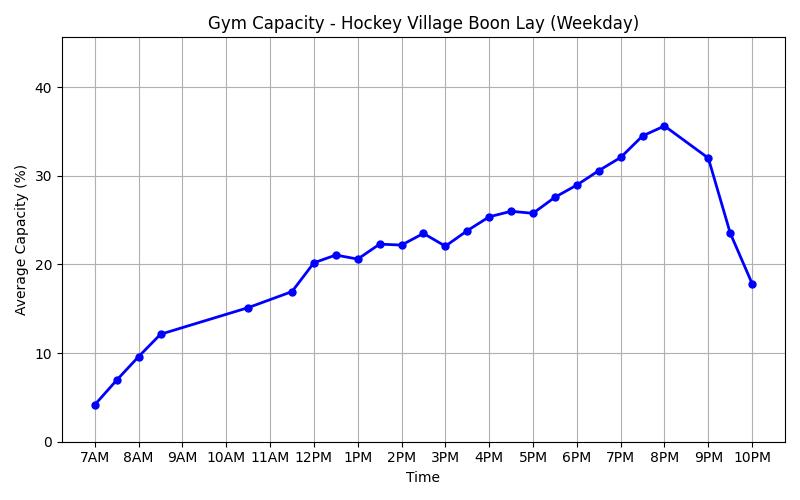 Gym Capacity - Hockey Village Boon Lay (Weekday)
Average Capacity (%)
40
30
20
10
0
7AM 8AM 9AM 10AM 11AM 12PM 1PM 2PM 3PM 4PM 5PM 6PM 7PM 8PM 9PM 10PM
Time